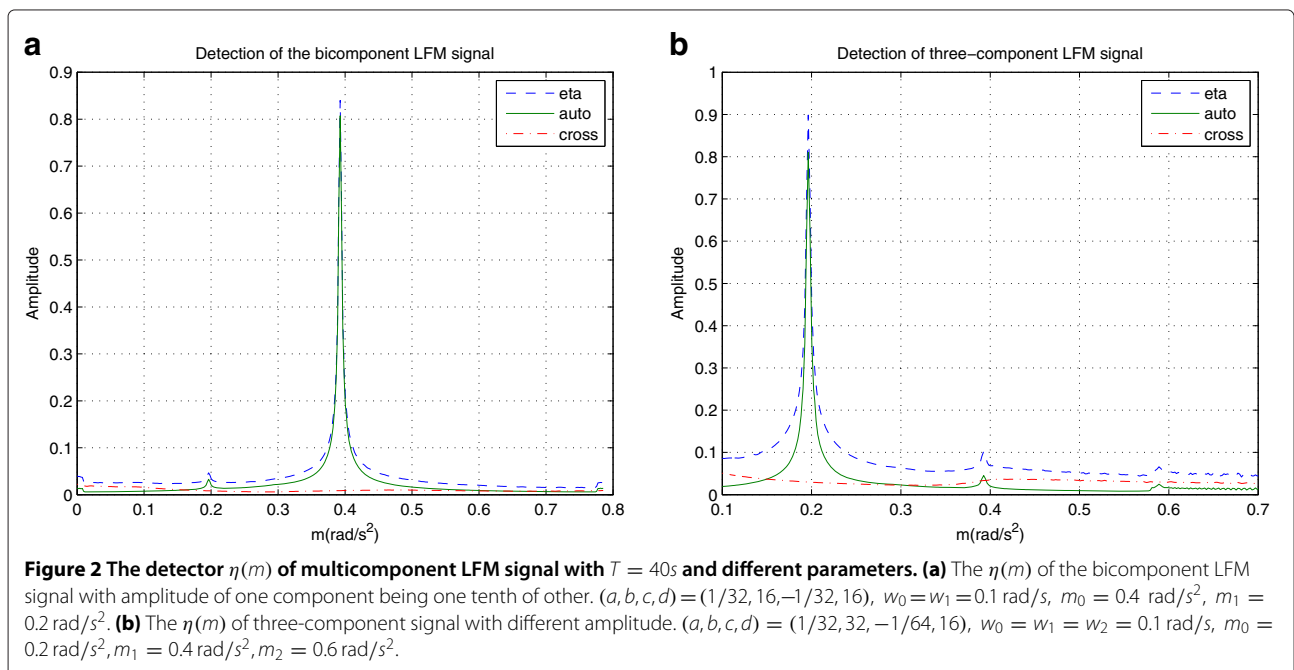 a
Detection of the bicomponent LFM signal
0.9
0.8
0.7
0.6
0.5
0.4
0.3
0.2
0.1
0
Amplitude
eta
auto
cross
0 0.1 0.2 0.3 0.4 0.5 0.6 0.7 0.8
m(rad/s²)
b
Detection of three−component LFM signal
1
0.9
0.8
0.7
0.6
0.5
0.4
0.3
0.2
0.1
0
Amplitude
eta
auto
cross
0.1 0.2 0.3 0.4 0.5 0.6 0.7
m(rad/s²)
Figure 2 The detector η(m) of multicomponent LFM signal with T = 40s and different parameters. (a) The η(m) of the bicomponent LFM
signal with amplitude of one component being one tenth of other. (a, b, c, d) = (1/32, 16, −1/32, 16), w₀ = w₁ = 0.1 rad/s, m₀ = 0.4 rad/s², m₁ =
0.2 rad/s². (b) The η(m) of three-component signal with different amplitude. (a, b, c, d) = (1/32, 32, −1/64, 16), w₀ = w₁ = w₂ = 0.1 rad/s, m₀ =
0.2 rad/s², m₁ = 0.4 rad/s², m₂ = 0.6 rad/s².